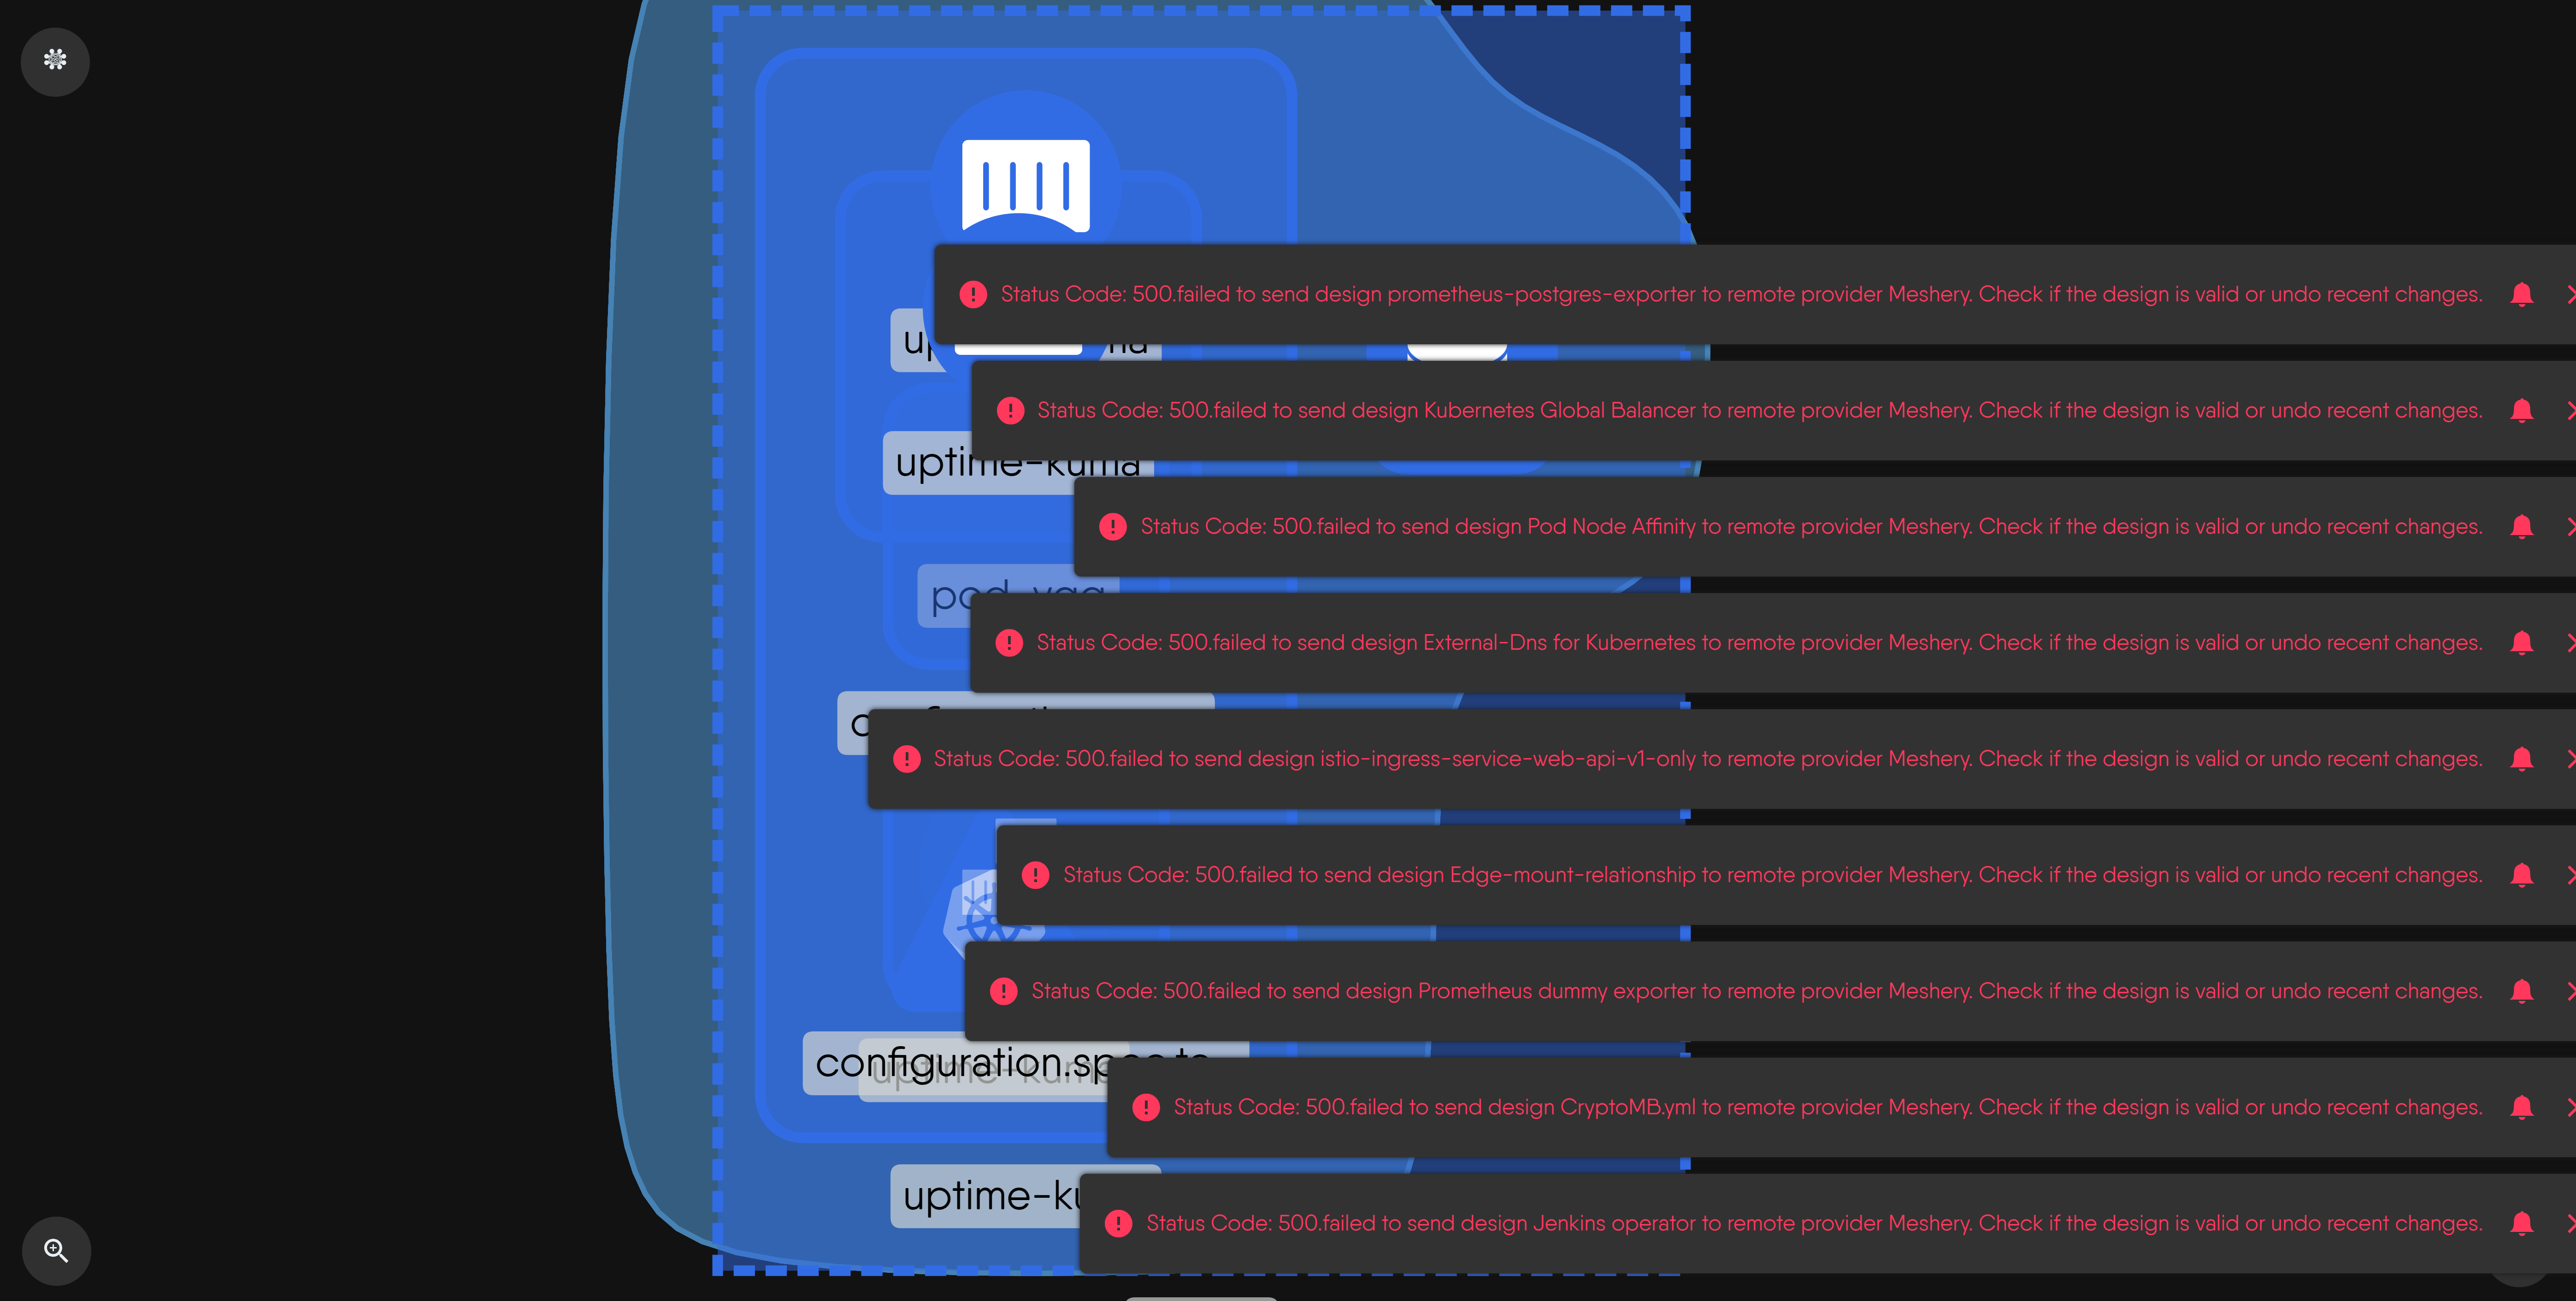 Status Code: 500.failed to send design prometheus-postgres-exporter to remote provider Meshery. Check if the design is valid or undo recent changes.
Status Code: 500.failed to send design Kubernetes Global Balancer to remote provider Meshery. Check if the design is valid or undo recent changes.
uptime-kuma
Status Code: 500.failed to send design Pod Node Affinity to remote provider Meshery. Check if the design is valid or undo recent changes.
Status Code: 500.failed to send design External-Dns for Kubernetes to remote provider Meshery. Check if the design is valid or undo recent changes.
Status Code: 500.failed to send design istio-ingress-service-web-api-v1-only to remote provider Meshery. Check if the design is valid or undo recent changes.
Status Code: 500.failed to send design Edge-mount-relationship to remote provider Meshery. Check if the design is valid or undo recent changes.
Status Code: 500.failed to send design Prometheus dummy exporter to remote provider Meshery. Check if the design is valid or undo recent changes.
Status Code: 500.failed to send design CryptoMB.yml to remote provider Meshery. Check if the design is valid or undo recent changes.
uptime-ku
Status Code: 500.failed to send design Jenkins operator to remote provider Meshery. Check if the design is valid or undo recent changes.